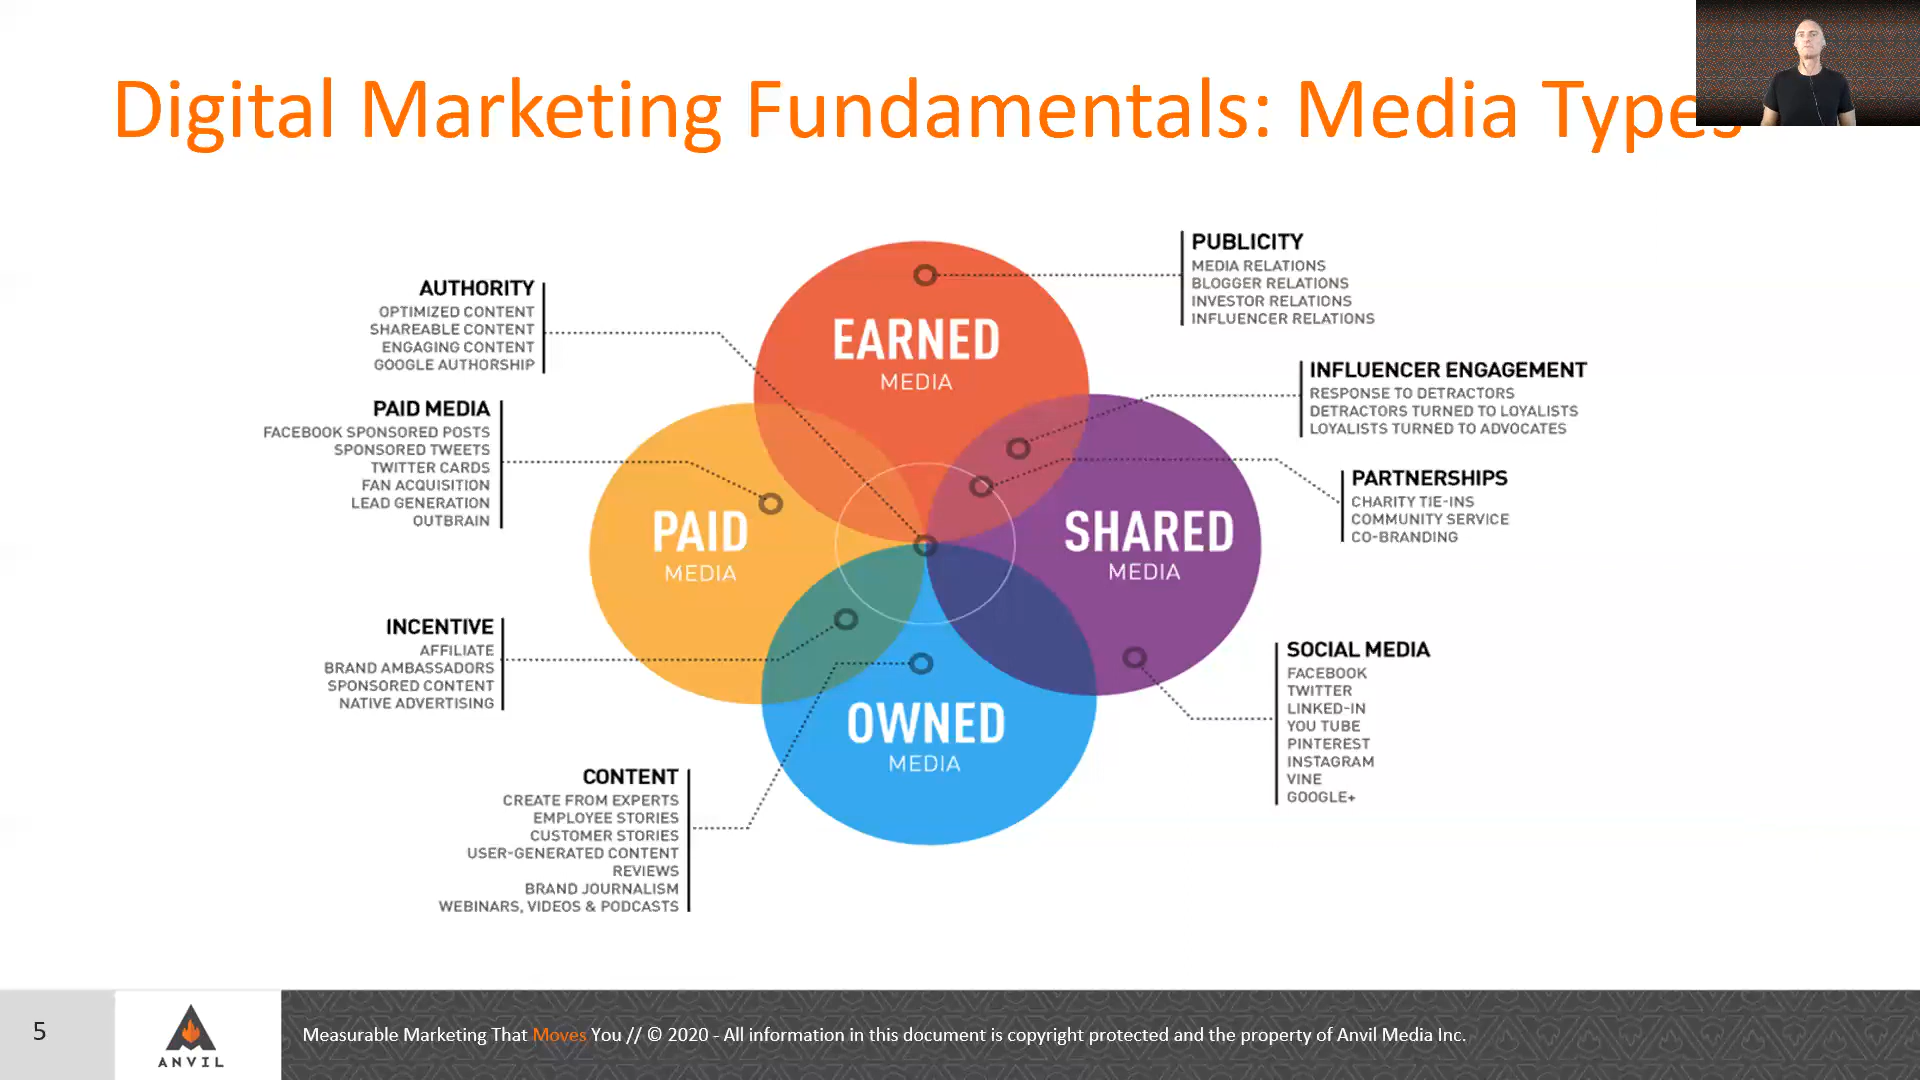 Digital Marketing Fundamentals: Media Types
AUTHORITY
OPTIMIZED CONTENT
SHAREABLE CONTENT
ENGAGING CONTENT
GOOGLE AUTHORSHIP
PAID MEDIA
FACEBOOK SPONSORED POSTS
SPONSORED TWEETS
TWITTER CARDS
FAN ACQUISITION
LEAD GENERATION
OUTBRAIN
INCENTIVE
AFFILIATE
BRAND AMBASSADORS
SPONSORED CONTENT
NATIVE ADVERTISING
CONTENT
CREATE FROM EXPERTS
EMPLOYEE STORIES
CUSTOMER STORIES
USER-GENERATED CONTENT
REVIEWS
BRAND JOURNALISM
WEBINARS, VIDEOS & PODCASTS
EARNED
MEDIA
PAID
MEDIA
SHARED
MEDIA
OWNED
MEDIA
PUBLICITY
MEDIA RELATIONS
BLOGGER RELATIONS
INVESTOR RELATIONS
INFLUENCER RELATIONS
INFLUENCER ENGAGEMENT
RESPONSE TO DETRACTORS
DETRACTORS TURNED TO LOYALISTS
LOYALISTS TURNED TO ADVOCATES
PARTNERSHIPS
CHARITY TIE-INS
COMMUNITY SERVICE
CO-BRANDING
SOCIAL MEDIA
FACEBOOK
TWITTER
LINKED-IN
YOU TUBE
PINTEREST
INSTAGRAM
VINE
GOOGLE+
5
ANVIL
Measurable Marketing That Moves You // © 2020 - All information in this document is copyright protected and the property of Anvil Media Inc.